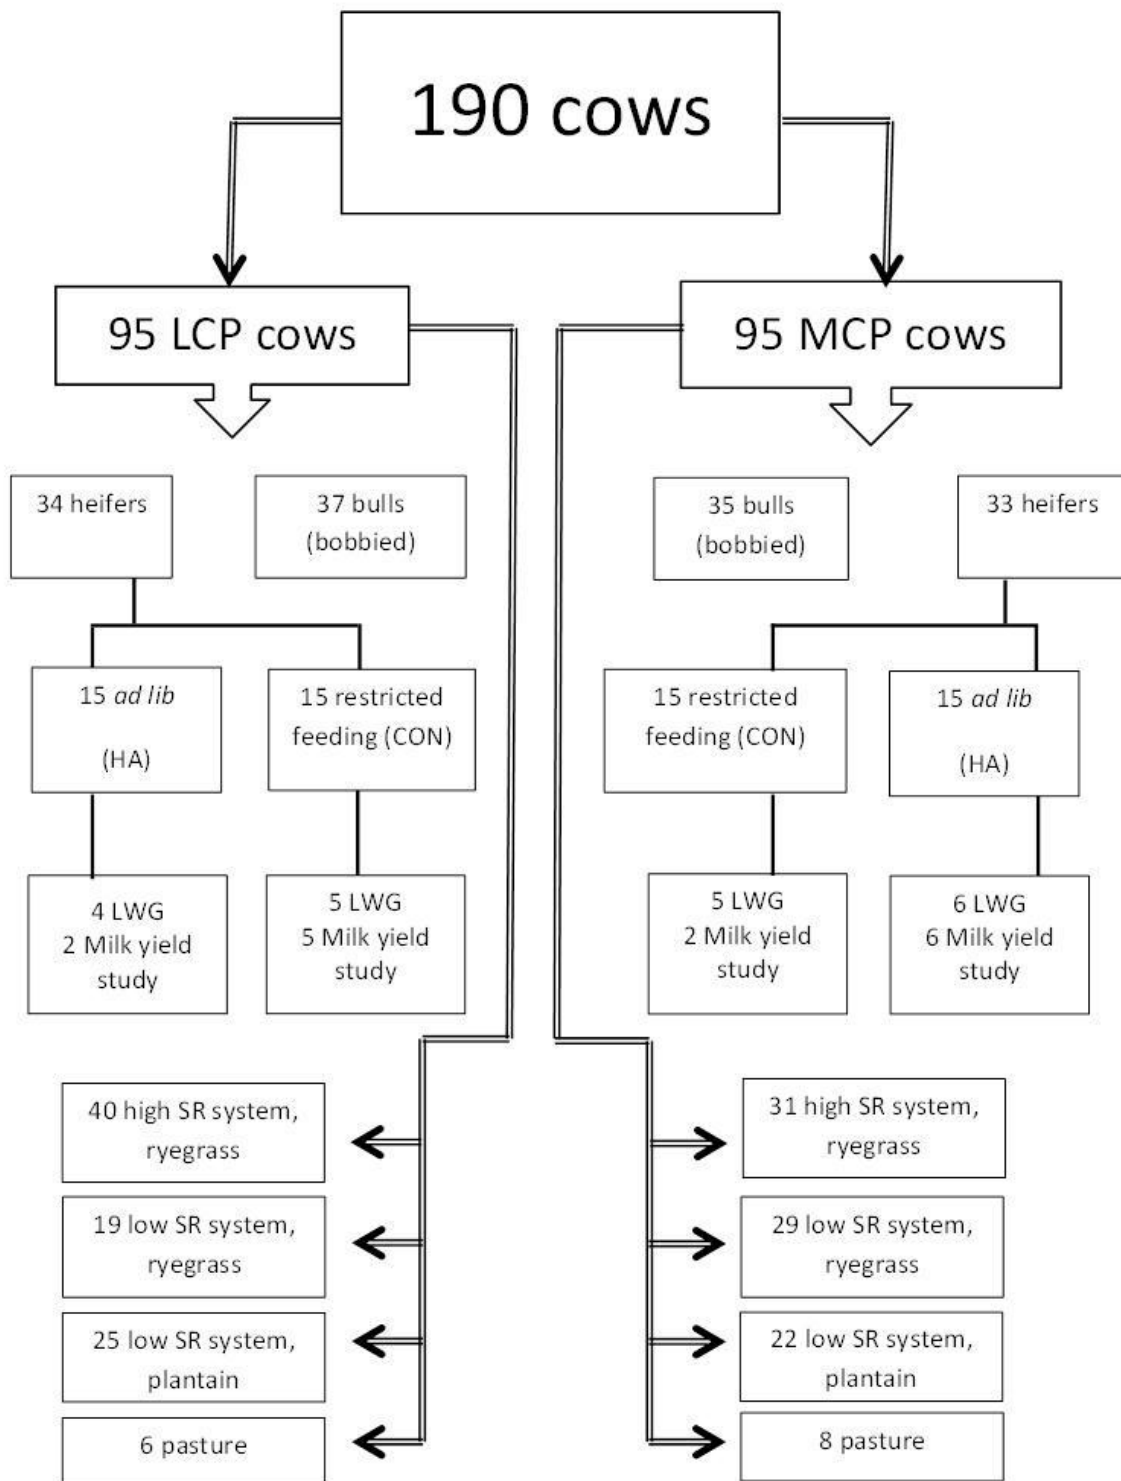 190 cows
95 LCP cows
95 MCP cows
34 heifers
37 bulls
(bobbied)
35 bulls
(bobbied)
33 heifers
15 ad lib
(HA)
15 restricted
feeding (CON)
15 restricted
feeding (CON)
15 ad lib
(HA)
4 LWG
2 Milk yield
study
5 LWG
5 Milk yield
study
5 LWG
2 Milk yield
study
6 LWG
6 Milk yield
study
40 high SR system,
ryegrass
19 low SR system,
ryegrass
25 low SR system,
plantain
6 pasture
31 high SR system,
ryegrass
29 low SR system,
ryegrass
22 low SR system,
plantain
8 pasture